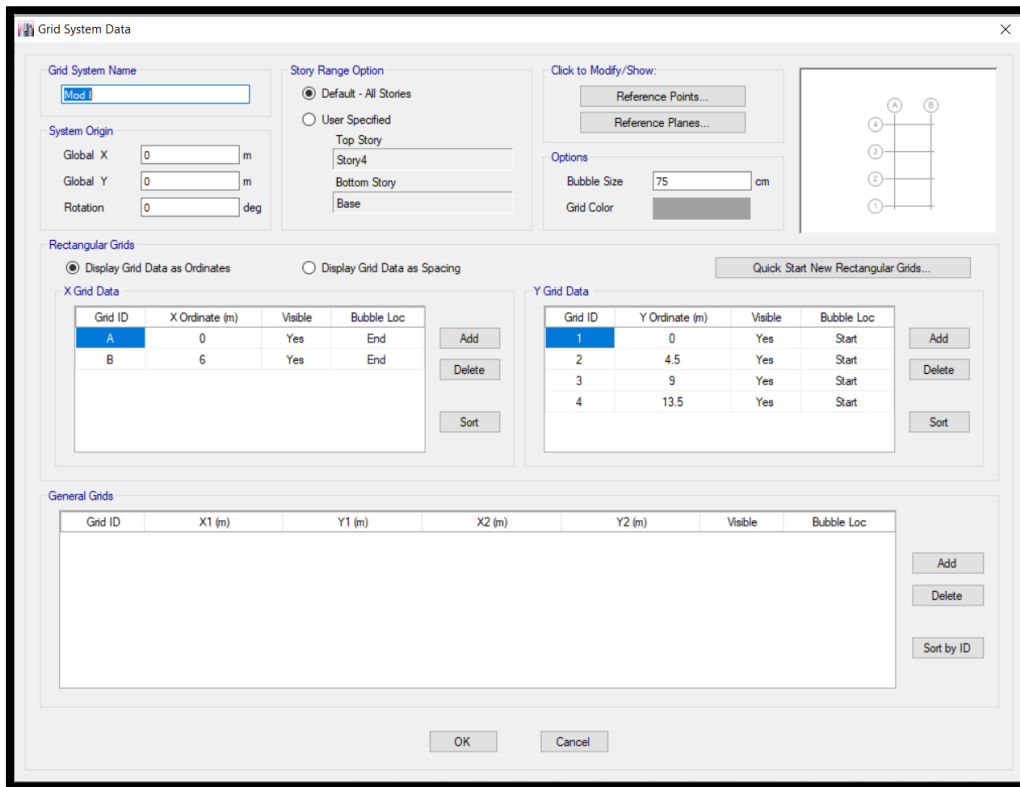 Grid System Data
Grid System Name
Mod I
System Origin
Global X 0 m
Global Y 0 m
Rotation 0 deg
Story Range Option
Default - All Stories
User Specified
Top Story
Story4
Bottom Story
Base
Click to Modify/Show:
Reference Points...
Reference Planes...
Options
Bubble Size 75 cm
Grid Color
A B
4
3
2
1
Rectangular Grids
Display Grid Data as Ordinates Display Grid Data as Spacing Quick Start New Rectangular Grids...
X Grid Data
Grid ID X Ordinate (m) Visible Bubble Loc
A 0 Yes End
B 6 Yes End
Add
Delete
Sort
Y Grid Data
Grid ID Y Ordinate (m) Visible Bubble Loc
1 0 Yes Start
2 4.5 Yes Start
3 9 Yes Start
4 13.5 Yes Start
Add
Delete
Sort
General Grids
Grid ID X1 (m) Y1 (m) X2 (m) Y2 (m) Visible Bubble Loc
Add
Delete
Sort by ID
OK Cancel